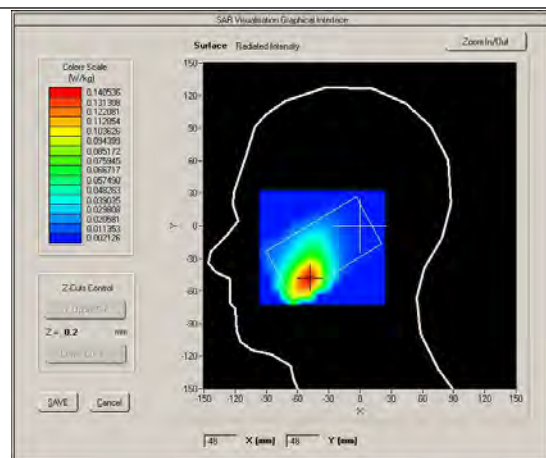 SAR Visualisation Graphical Interface
Surface Radiated Intensity
Zoom In/Out
Colors Scale
(W/kg)
0.140536
0.131308
0.122081
0.112854
0.103626
0.094399
0.085172
0.075945
0.066717
0.057490
0.048263
0.039035
0.029808
0.020581
0.011353
0.002126
Z-Cuts Control
Z = 0.2 mm
SAVE
Cancel
150
120
90
60
30
0
-30
-60
-90
-120
-150
Y
-150 -120 -90 -60 -30 0 30 60 90 120 150
X
-48 X (mm) -48 Y (mm)